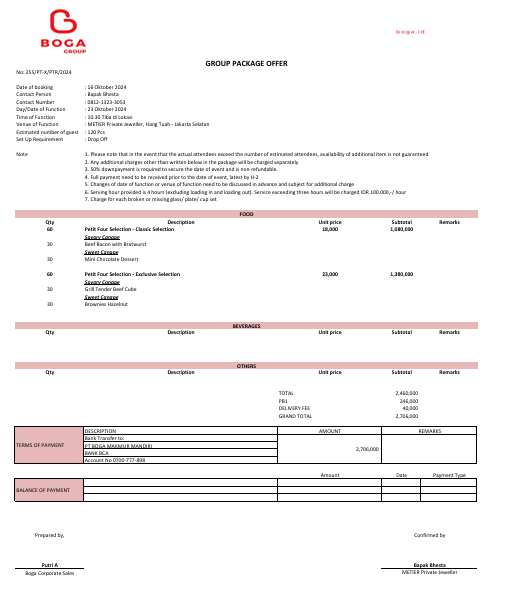 BOGA
GROUP
boga.id
GROUP PACKAGE OFFER
No: 255/PT-X/PTR/2024
Date of booking : 16 Oktober 2024
Contact Person : Bapak Bhesta
Contact Number : 0812-1323-3053
Day/Date of Function : 23 Oktober 2024
Time of Function : 10:30 Tiba di Lokasi
Venue of Function : METIER Private Jeweller, Hang Tuah - Jakarta Selatan
Estimated number of guest : 120 Pcs
Set Up Requirement : Drop Off
Note 1. Please note that in the event that the actual attendees exceed the number of estimated attendees, availability of additional item is not guaranteed
2. Any additional charges other than written below in the package will be charged separately
3. 50% downpayment is required to secure the date of event and is non-refundable.
4. Full payment need to be received prior to the date of event, latest by H-2
5. Changes of date of function or venue of function need to be discussed in advance and subject for additional charge
6. Serving hour provided is 4 hours (excluding loading in and loading out). Service exceeding three hours will be charged IDR 100.000,-/ hour
7. Charge for each broken or missing glass/ plate/ cup set
FOOD
Qty Description Unit price Subtotal Remarks
60 Petit Four Selection - Classic Selection 18,000 1,080,000
Savory Canape
30 Beef Bacon with Bratwurst
Sweet Canape
30 Mini Chocolate Dessert
60 Petit Four Selection - Exclusive Selection 23,000 1,380,000
Savory Canape
30 Grill Tender Beef Cube
Sweet Canape
30 Brownies Hazelnut
BEVERAGES
Qty Description Unit price Subtotal Remarks
OTHERS
Qty Description Unit price Subtotal Remarks
TOTAL 2,460,000
PB1 246,000
DELIVERY FEE 40,000
GRAND TOTAL 2,706,000
DESCRIPTION AMOUNT REMARKS
TERMS OF PAYMENT
Bank Transfer to:
PT BOGA MAKMUR MANDIRI
BANK BCA
Account No 0700-777-898
2,706,000
Amount Date Payment Type
BALANCE OF PAYMENT
Prepared by, Confirmed by
Putri A Bapak Bhesta
Boga Corporate Sales METIER Private Jeweller